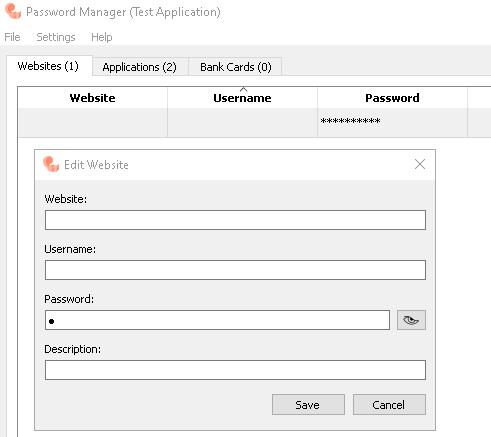 Password Manager (Test Application)
File Settings Help
Websites (1) Applications (2) Bank Cards (0)
Website Username Password
**********
Edit Website
Website:
Username:
Password:
●
Description:
Save Cancel